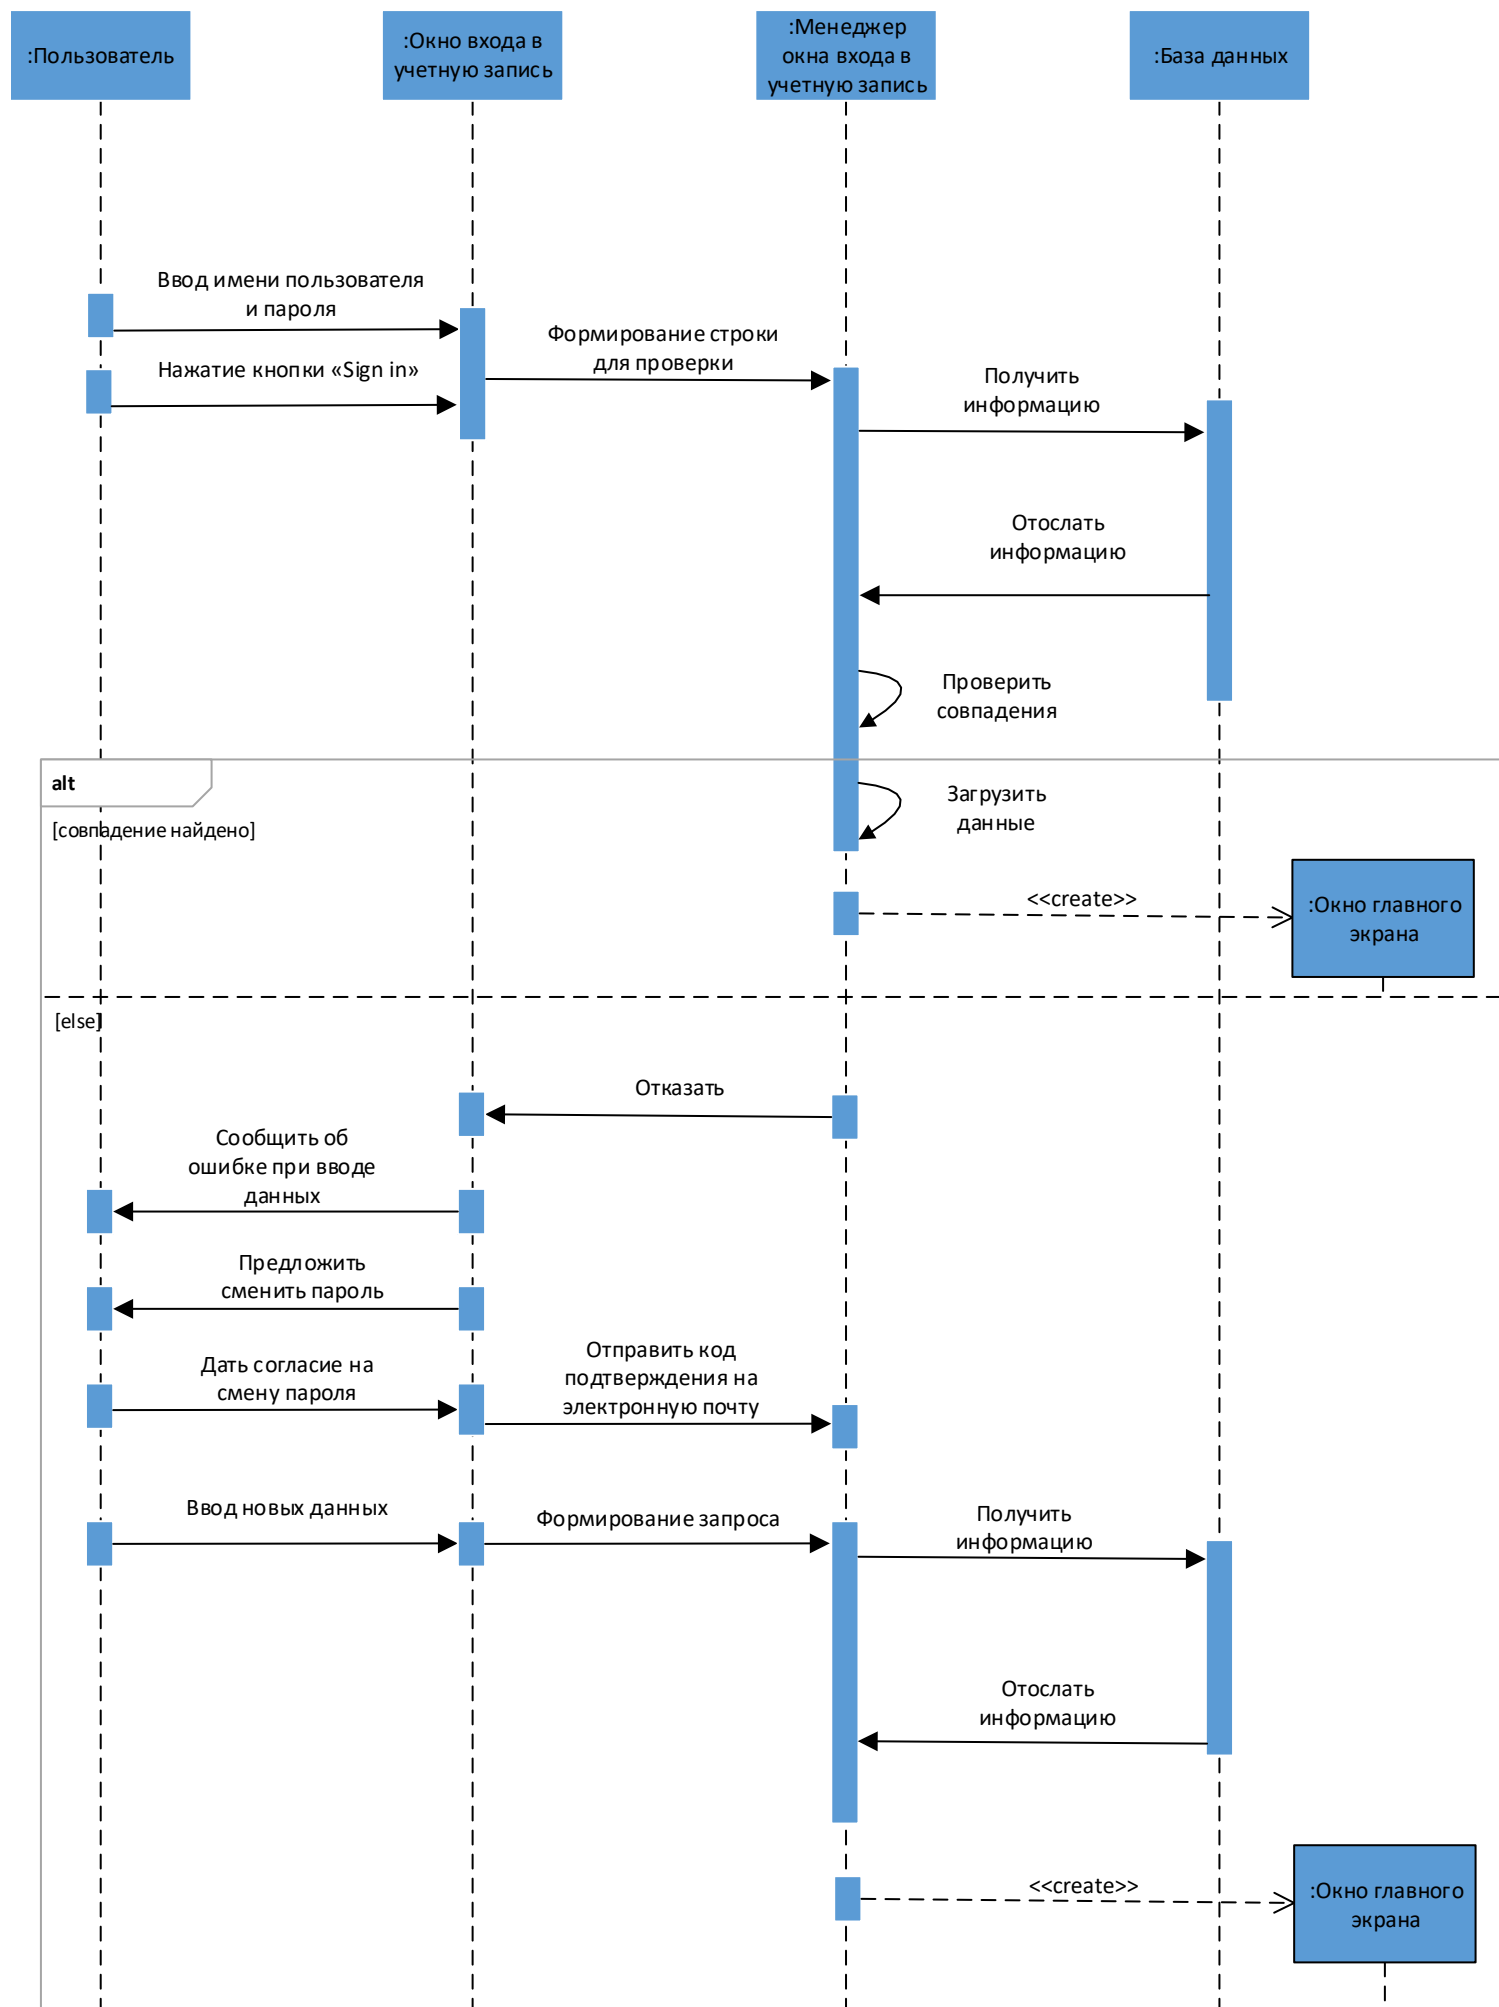 :Пользователь
:Окно входа в
учетную запись
:Менеджер
окна входа в
учетную запись
:База данных
Ввод имени пользователя
и пароля
Формирование строки
для проверки
Нажатие кнопки «Sign in»
Получить
информацию
Отослать
информацию
Проверить
совпадения
alt
Загрузить
данные
[совпадение найдено]
<<create>>
:Окно главного
экрана
[else]
Отказать
Сообщить об
ошибке при вводе
данных
Предложить
сменить пароль
Дать согласие на
смену пароля
Отправить код
подтверждения на
электронную почту
Ввод новых данных
Формирование запроса
Получить
информацию
Отослать
информацию
<<create>>
:Окно главного
экрана